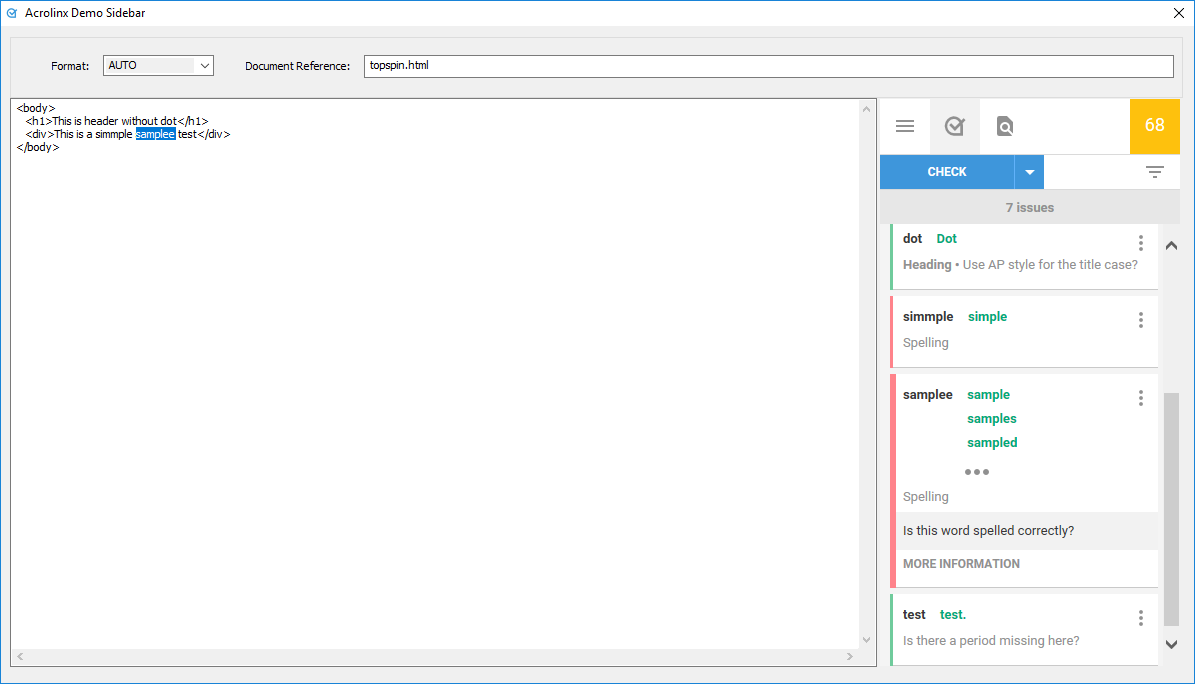 Acrolinx Demo Sidebar
Format: AUTO Document Reference: topspin.html
<body>
<h1>This is header without dot</h1>
<div>This is a simmple samplee test</div>
</body>
68
CHECK
7 issues
dot Dot
Heading • Use AP style for the title case?
simmple simple
Spelling
samplee sample
samples
sampled
Spelling
Is this word spelled correctly?
MORE INFORMATION
test test.
Is there a period missing here?